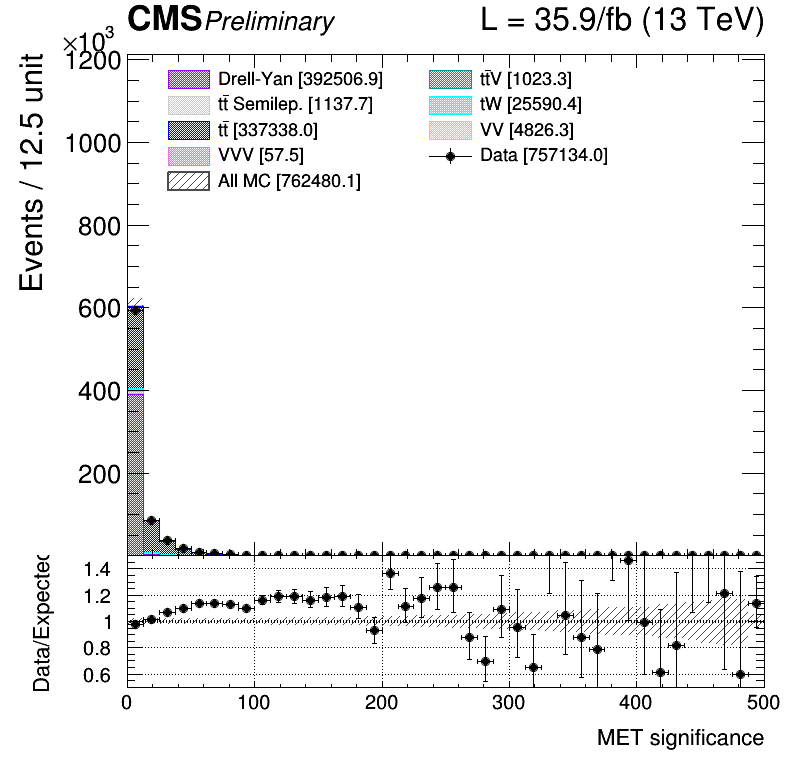 CMS Preliminary L = 35.9/fb (13 TeV)
×10³
Events / 12.5 unit
1200
1000
800
600
400
200
Drell-Yan [392506.9]
tt̄ Semilep. [1137.7]
tt̄ [337338.0]
VVV [57.5]
All MC [762480.1]
tt̄V [1023.3]
tW [25590.4]
VV [4826.3]
Data [757134.0]
Data/Expected
1.4
1.2
1
0.8
0.6
0 100 200 300 400 500
MET significance